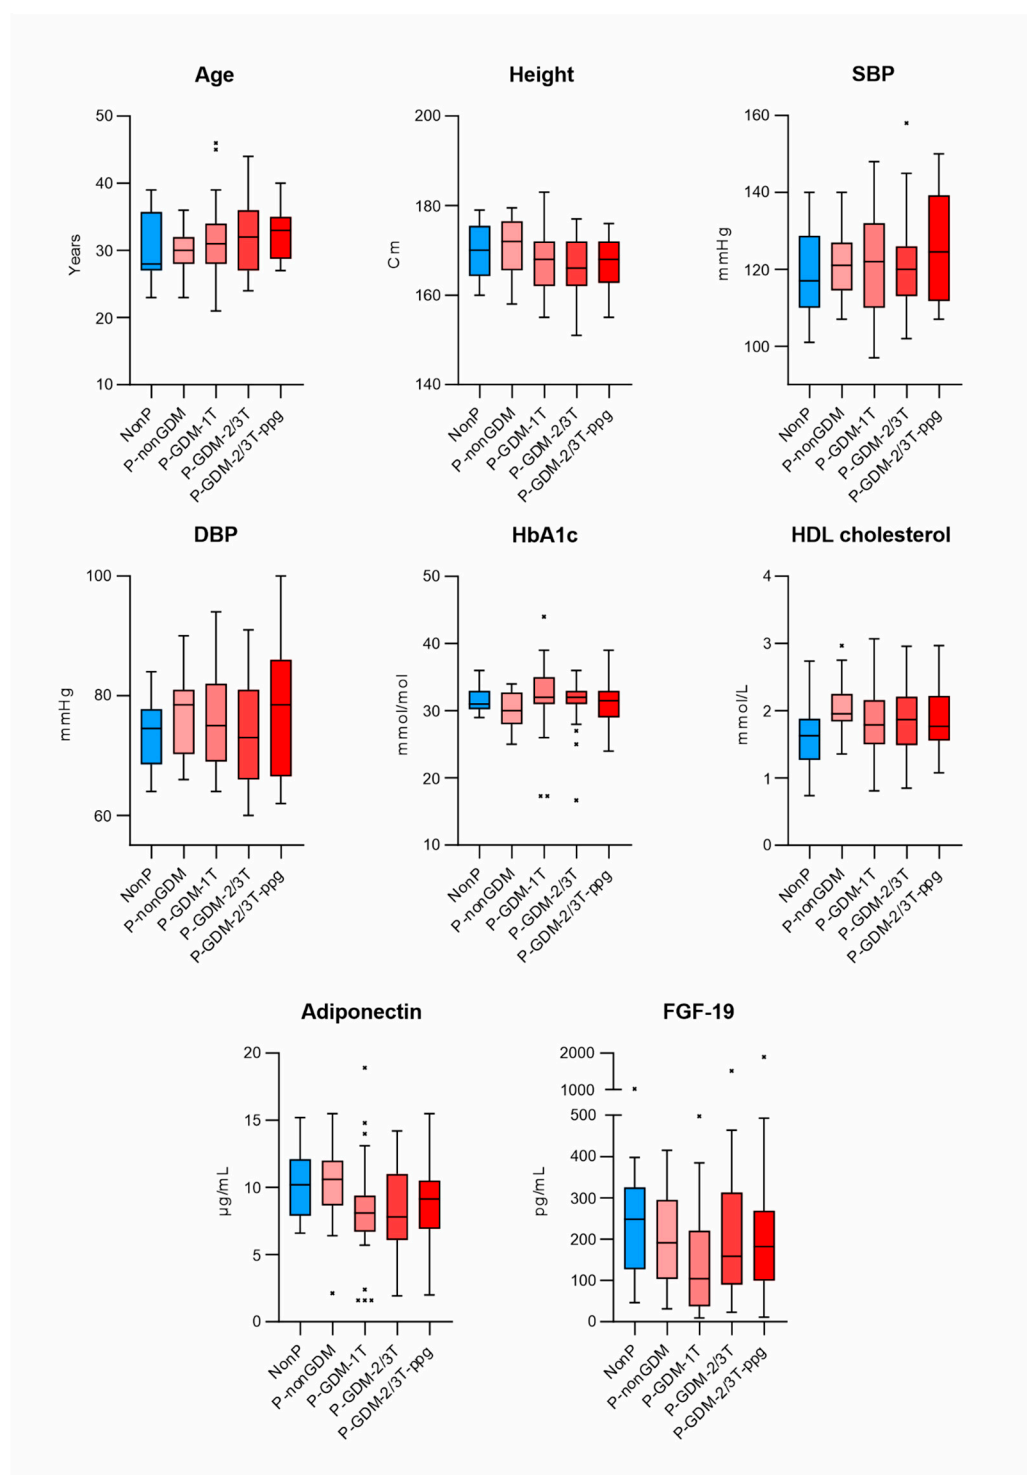 Age
Years
50
40
30
20
10
NonP
P-nonGDM
P-GDM-1T
P-GDM-2/3T
P-GDM-2/3T-ppg
Height
Cm
200
180
160
140
NonP
P-nonGDM
P-GDM-1T
P-GDM-2/3T
P-GDM-2/3T-ppg
SBP
mmHg
160
140
120
100
NonP
P-nonGDM
P-GDM-1T
P-GDM-2/3T
P-GDM-2/3T-ppg
DBP
mmHg
100
80
60
NonP
P-nonGDM
P-GDM-1T
P-GDM-2/3T
P-GDM-2/3T-ppg
HbA1c
mmol/mol
50
40
30
20
10
NonP
P-nonGDM
P-GDM-1T
P-GDM-2/3T
P-GDM-2/3T-ppg
HDL cholesterol
mmol/L
4
3
2
1
0
NonP
P-nonGDM
P-GDM-1T
P-GDM-2/3T
P-GDM-2/3T-ppg
Adiponectin
µg/mL
20
15
10
5
0
NonP
P-nonGDM
P-GDM-1T
P-GDM-2/3T
P-GDM-2/3T-ppg
FGF-19
pg/mL
2000
1000
500
400
300
200
100
0
NonP
P-nonGDM
P-GDM-1T
P-GDM-2/3T
P-GDM-2/3T-ppg